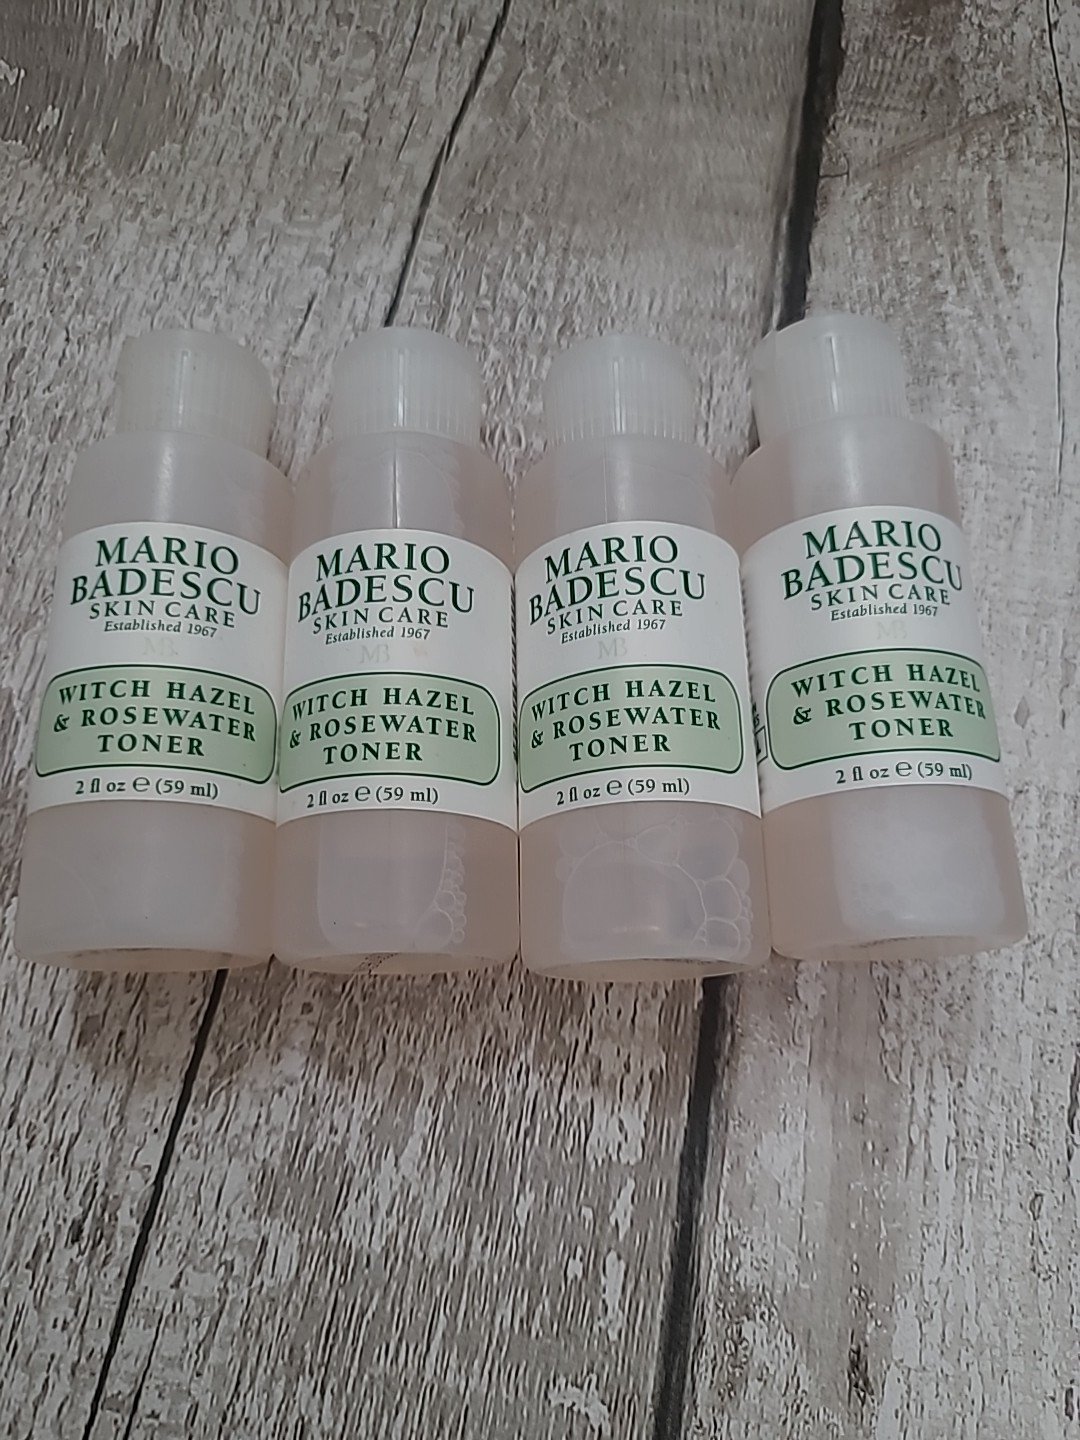 MARIO
BADESCU
SKIN CARE
Established 1967
MB
WITCH HAZEL
& ROSEWATER
TONER
2 fl oz ℮ (59 ml)
MARIO
BADESCU
SKIN CARE
Established 1967
MB
WITCH HAZEL
& ROSEWATER
TONER
2 fl oz ℮ (59 ml)
MARIO
BADESCU
SKIN CARE
Established 1967
MB
WITCH HAZEL
& ROSEWATER
TONER
2 fl oz ℮ (59 ml)
MARIO
BADESCU
SKIN CARE
Established 1967
MB
WITCH HAZEL
& ROSEWATER
TONER
2 fl oz ℮ (59 ml)